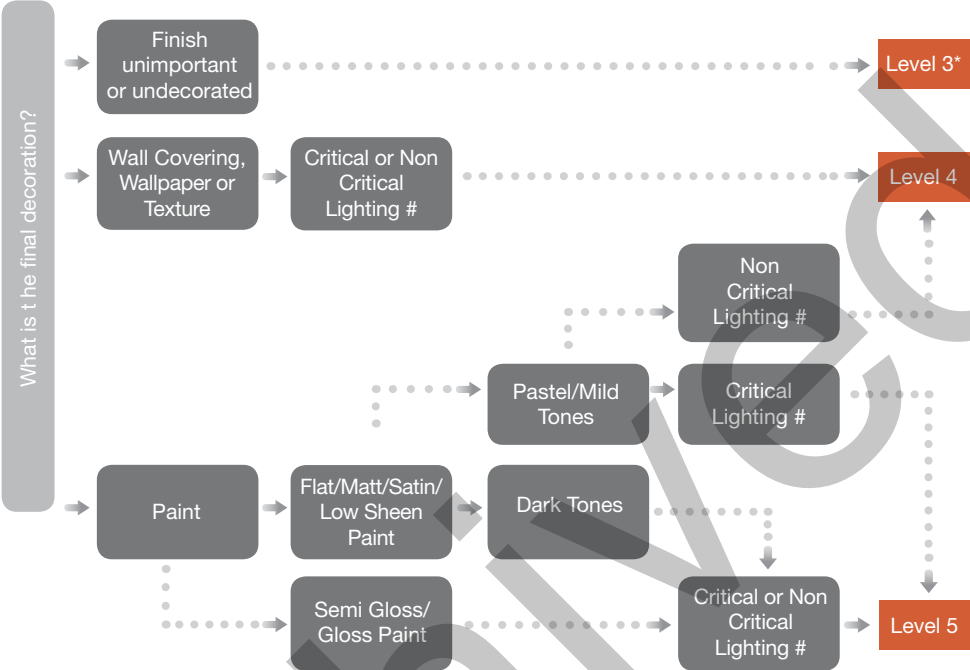 What is t he final decoration?
Finish
unimportant
or undecorated
Level 3*
Wall Covering,
Wallpaper or
Texture
Critical or Non
Critical
Lighting #
Level 4
Non
Critical
Lighting #
Pastel/Mild
Tones
Critical
Lighting #
Paint
Flat/Matt/Satin/
Low Sheen
Paint
Dark Tones
Semi Gloss/
Gloss Paint
Critical or Non
Critical
Lighting #
Level 5